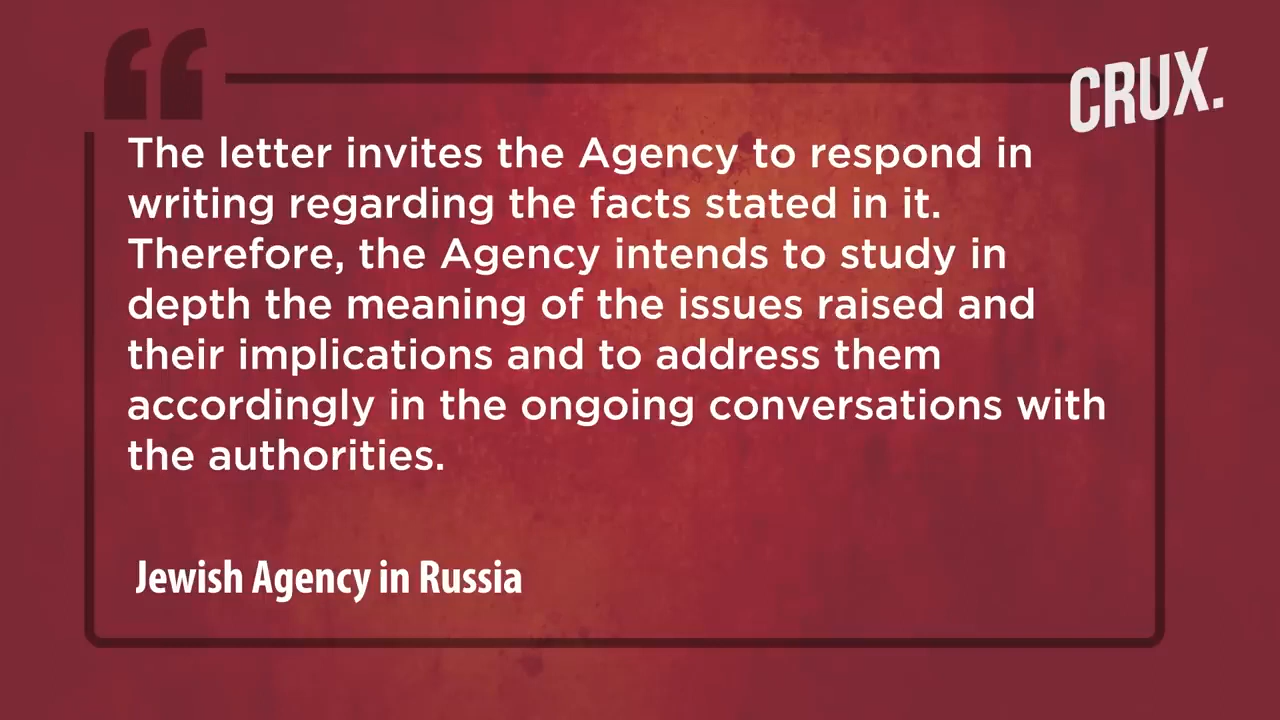 CRUX.
The letter invites the Agency to respond in
writing regarding the facts stated in it.
Therefore, the Agency intends to study in
depth the meaning of the issues raised and
their implications and to address them
accordingly in the ongoing conversations with
the authorities.
Jewish Agency in Russia